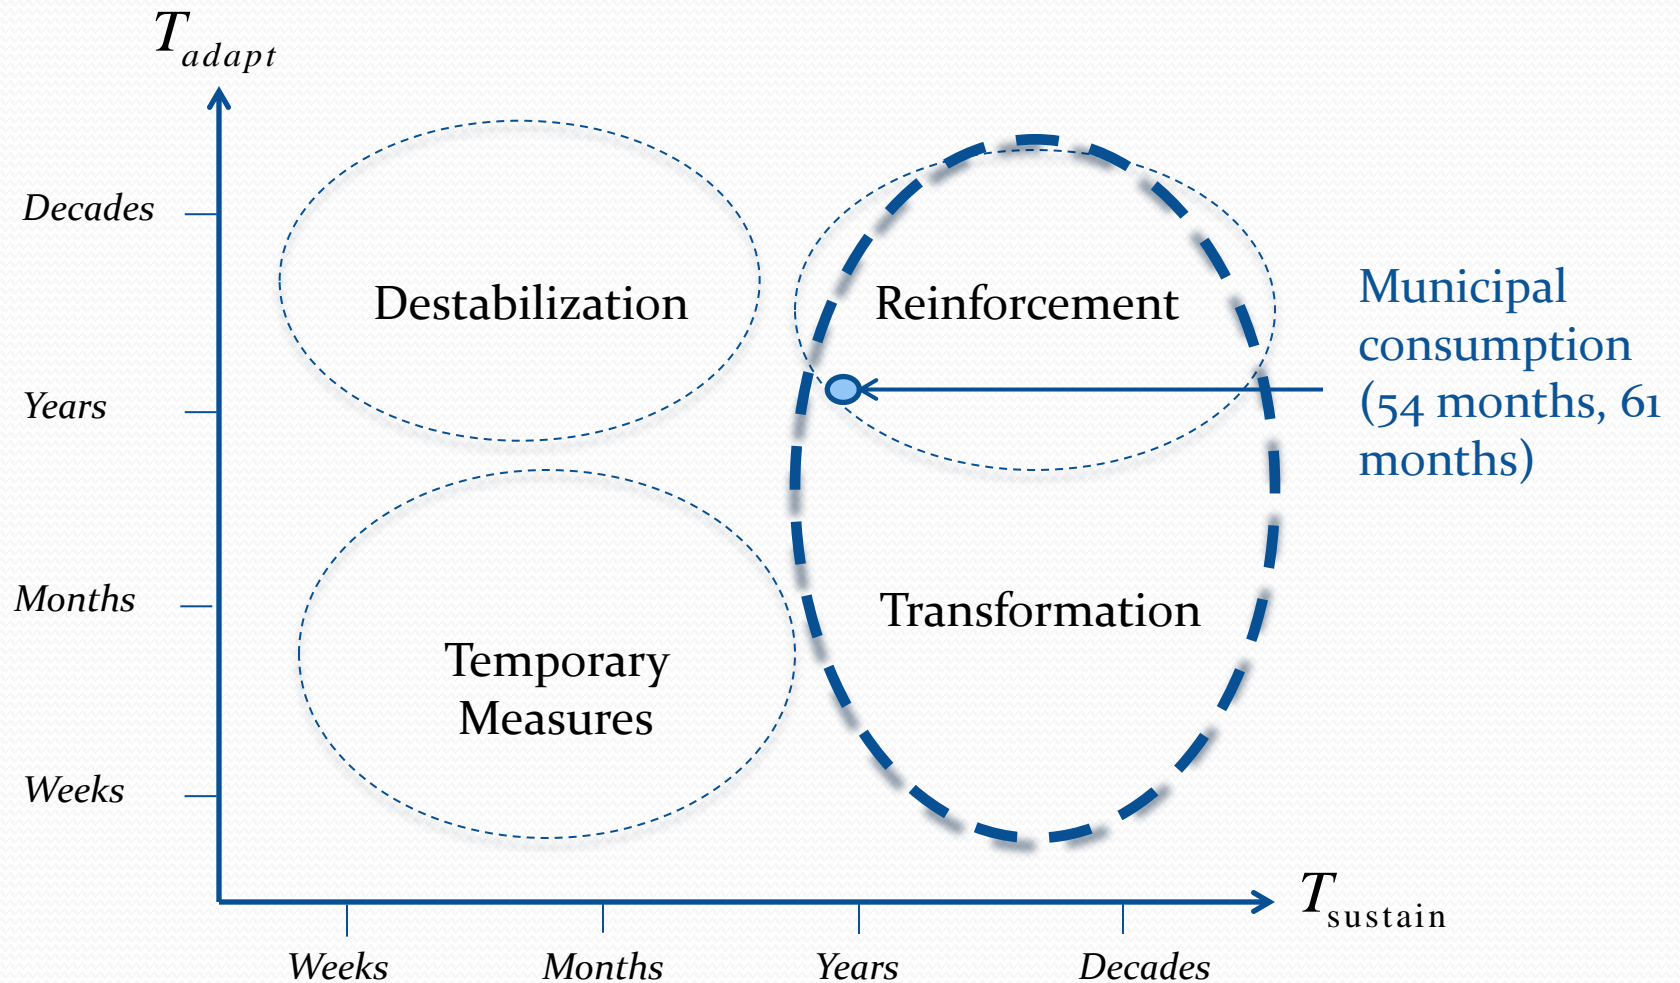 T adapt
Decades
Years
Months
Weeks
Destabilization
Reinforcement
Temporary
Measures
Transformation
Municipal
consumption
(54 months, 61
months)
T sustain
Weeks Months Years Decades